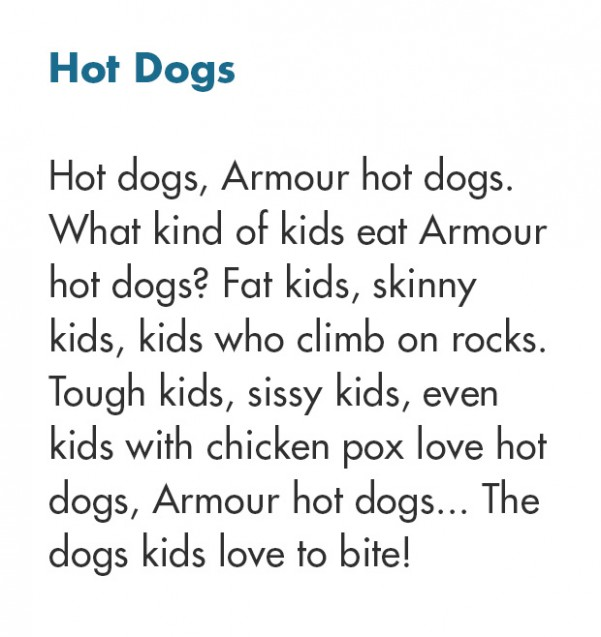 Hot Dogs
Hot dogs, Armour hot dogs.
What kind of kids eat Armour
hot dogs? Fat kids, skinny
kids, kids who climb on rocks.
Tough kids, sissy kids, even
kids with chicken pox love hot
dogs, Armour hot dogs... The
dogs kids love to bite!